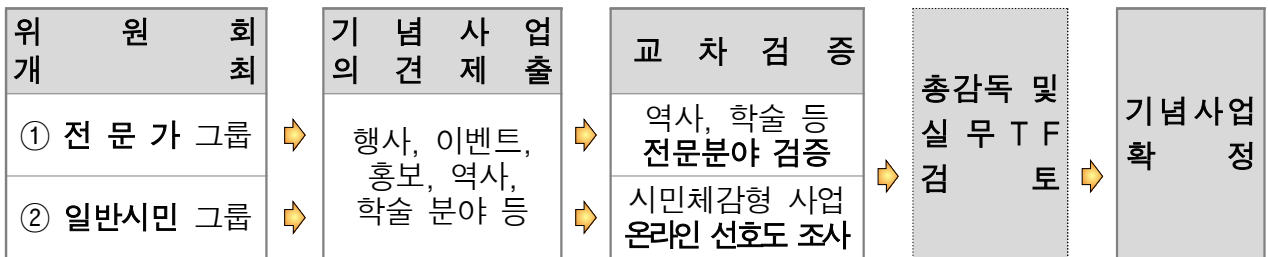 위 원 회
개 최
① 전 문 가 그룹
② 일반시민 그룹
기 념 사 업
의 견 제 출
행사, 이벤트,
홍보, 역사,
학술 분야 등
교 차 검 증
역사, 학술 등
전문분야 검증
시민체감형 사업
온라인 선호도 조사
총감독 및
실 무 T F
검 토
기념사업
확 정